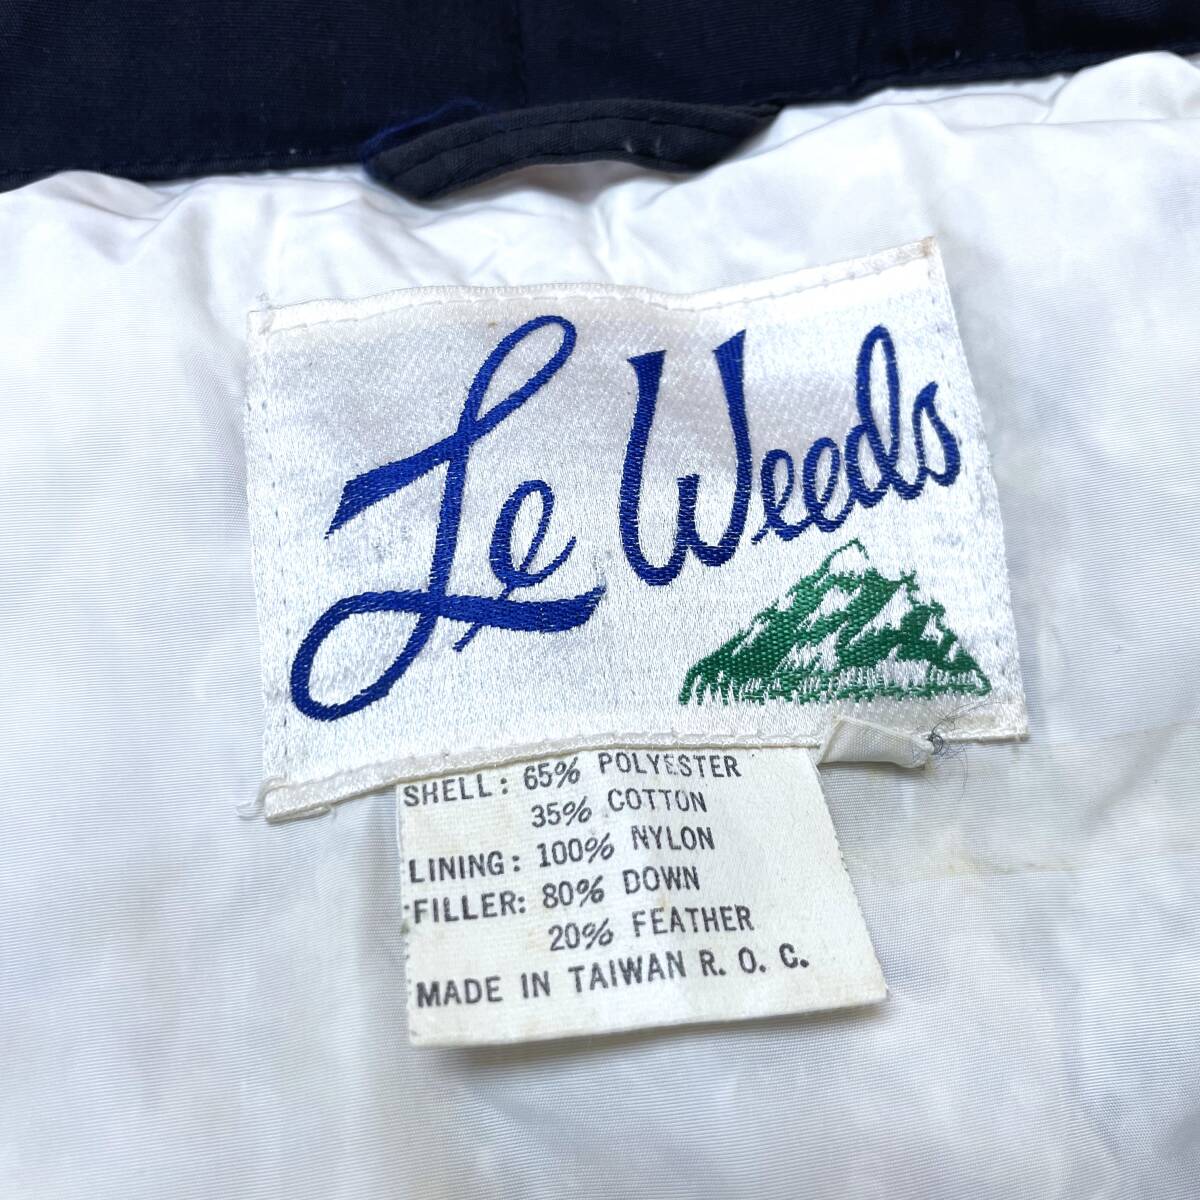 Le Weeds
SHELL: 65% POLYESTER
35% COTTON
LINING: 100% NYLON
FILLER: 80% DOWN
20% FEATHER
MADE IN TAIWAN R. O. C.